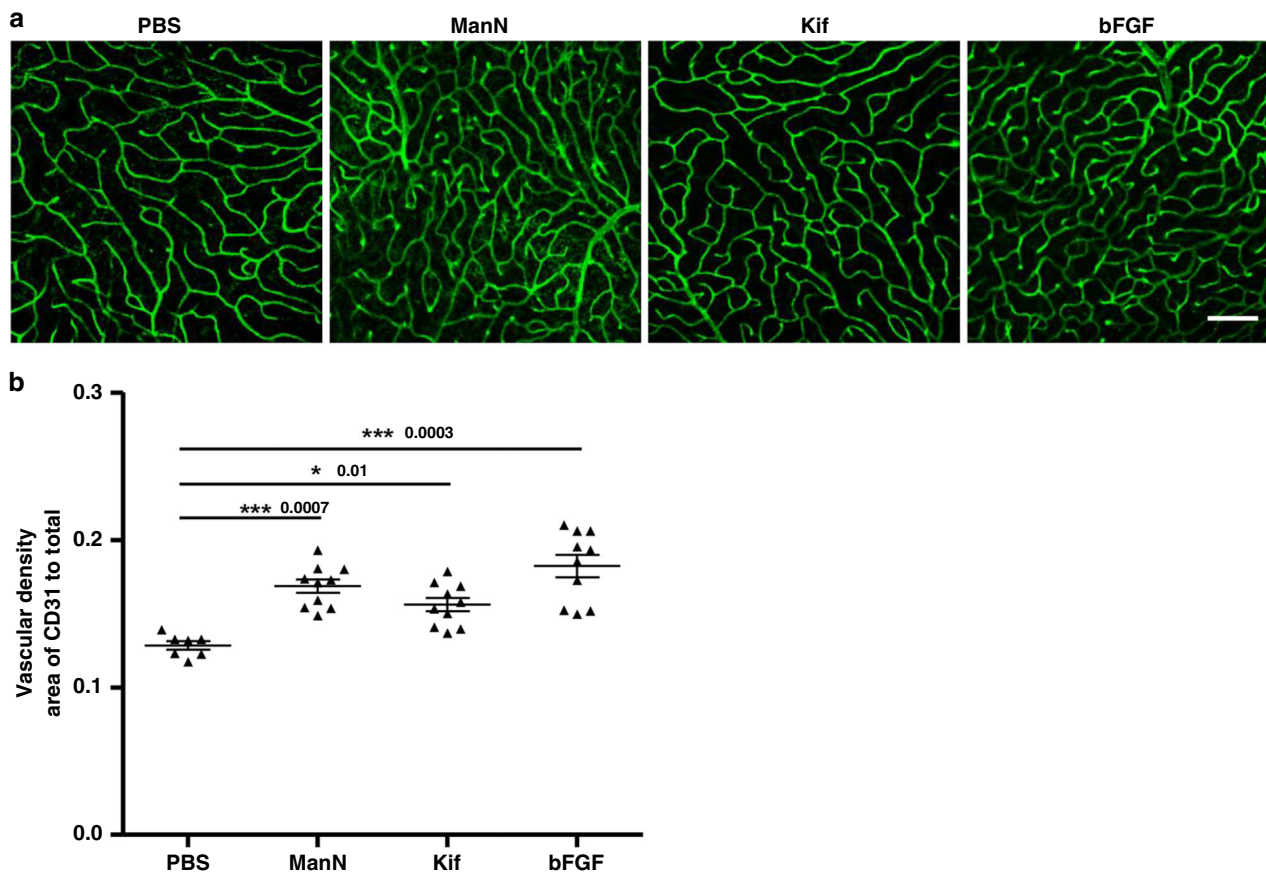 a
PBS ManN Kif bFGF
b
0.3
*** 0.0003
* 0.01
*** 0.0007
0.2
Vascular density
area of CD31 to total
0.1
0.0
PBS ManN Kif bFGF